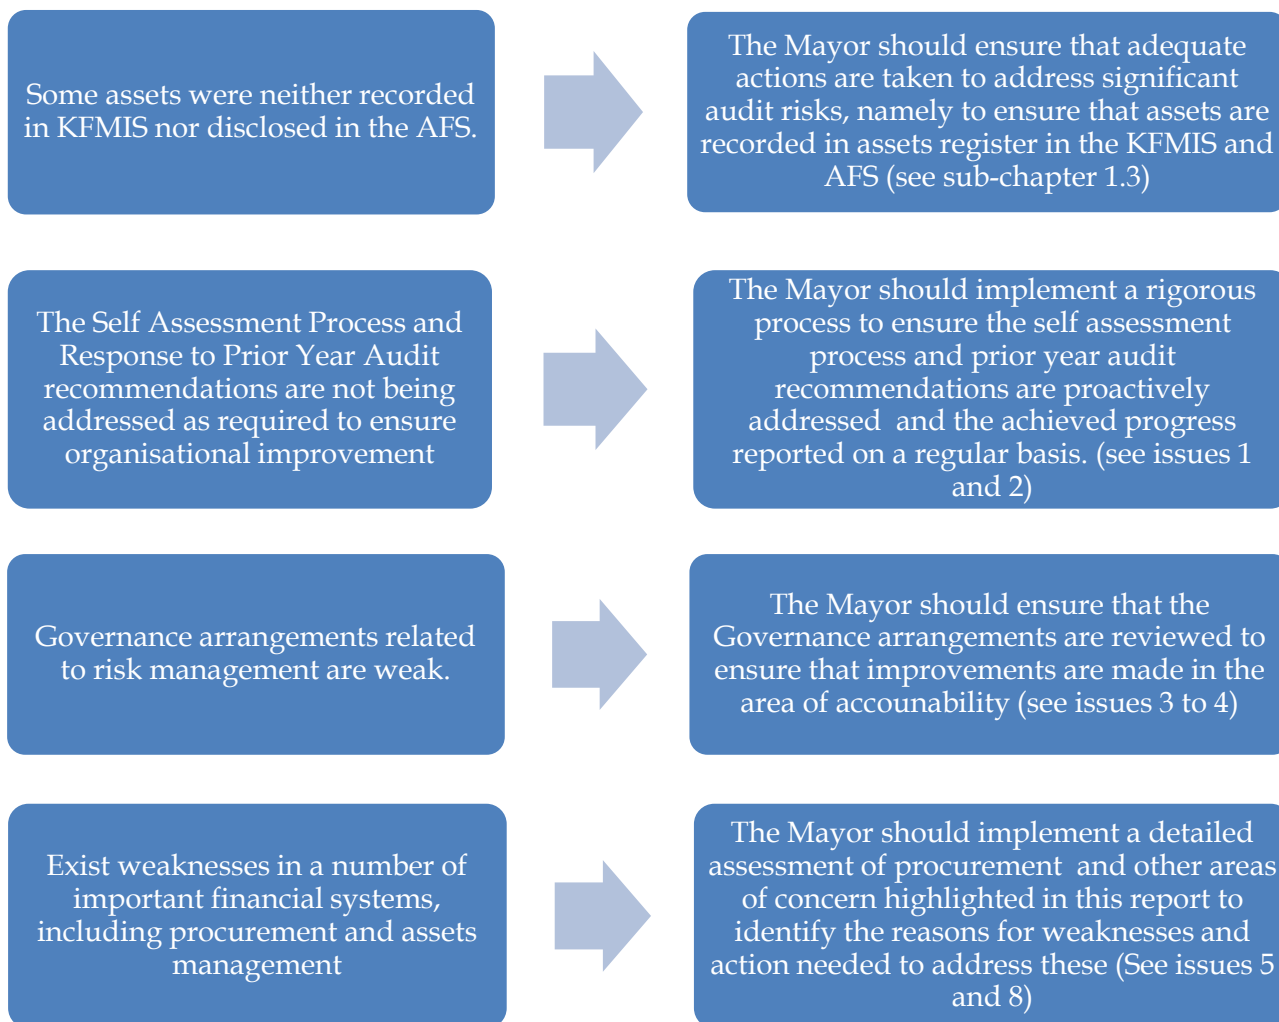 Some assets were neither recorded
in KFMIS nor disclosed in the AFS.
The Mayor should ensure that adequate
actions are taken to address significant
audit risks, namely to ensure that assets are
recorded in assets register in the KFMIS and
AFS (see sub-chapter 1.3)
The Self Assessment Process and
Response to Prior Year Audit
recommendations are not being
addressed as required to ensure
organisational improvement
The Mayor should implement a rigorous
process to ensure the self assessment
process and prior year audit
recommendations are proactively
addressed  and the achieved progress
reported on a regular basis. (see issues 1
and 2)
Governance arrangements related
to risk management are weak.
The Mayor should ensure that the
Governance arrangements are reviewed to
ensure that improvements are made in the
area of accounability (see issues 3 to 4)
Exist weaknesses in a number of
important financial systems,
including procurement and assets
management
The Mayor should implement a detailed
assessment of procurement  and other areas
of concern highlighted in this report to
identify the reasons for weaknesses and
action needed to address these (See issues 5
and 8)